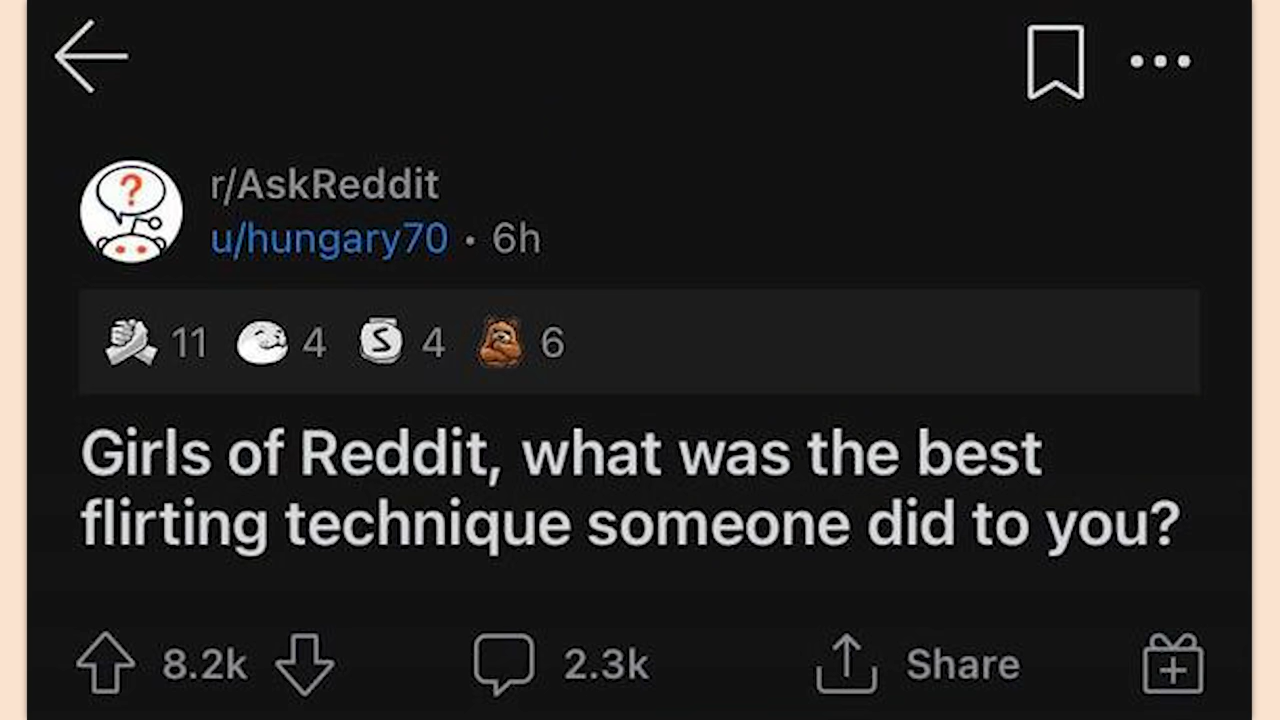 r/AskReddit
u/hungary70 • 6h
11 4 S 4 6
Girls of Reddit, what was the best
flirting technique someone did to you?
8.2k 2.3k Share